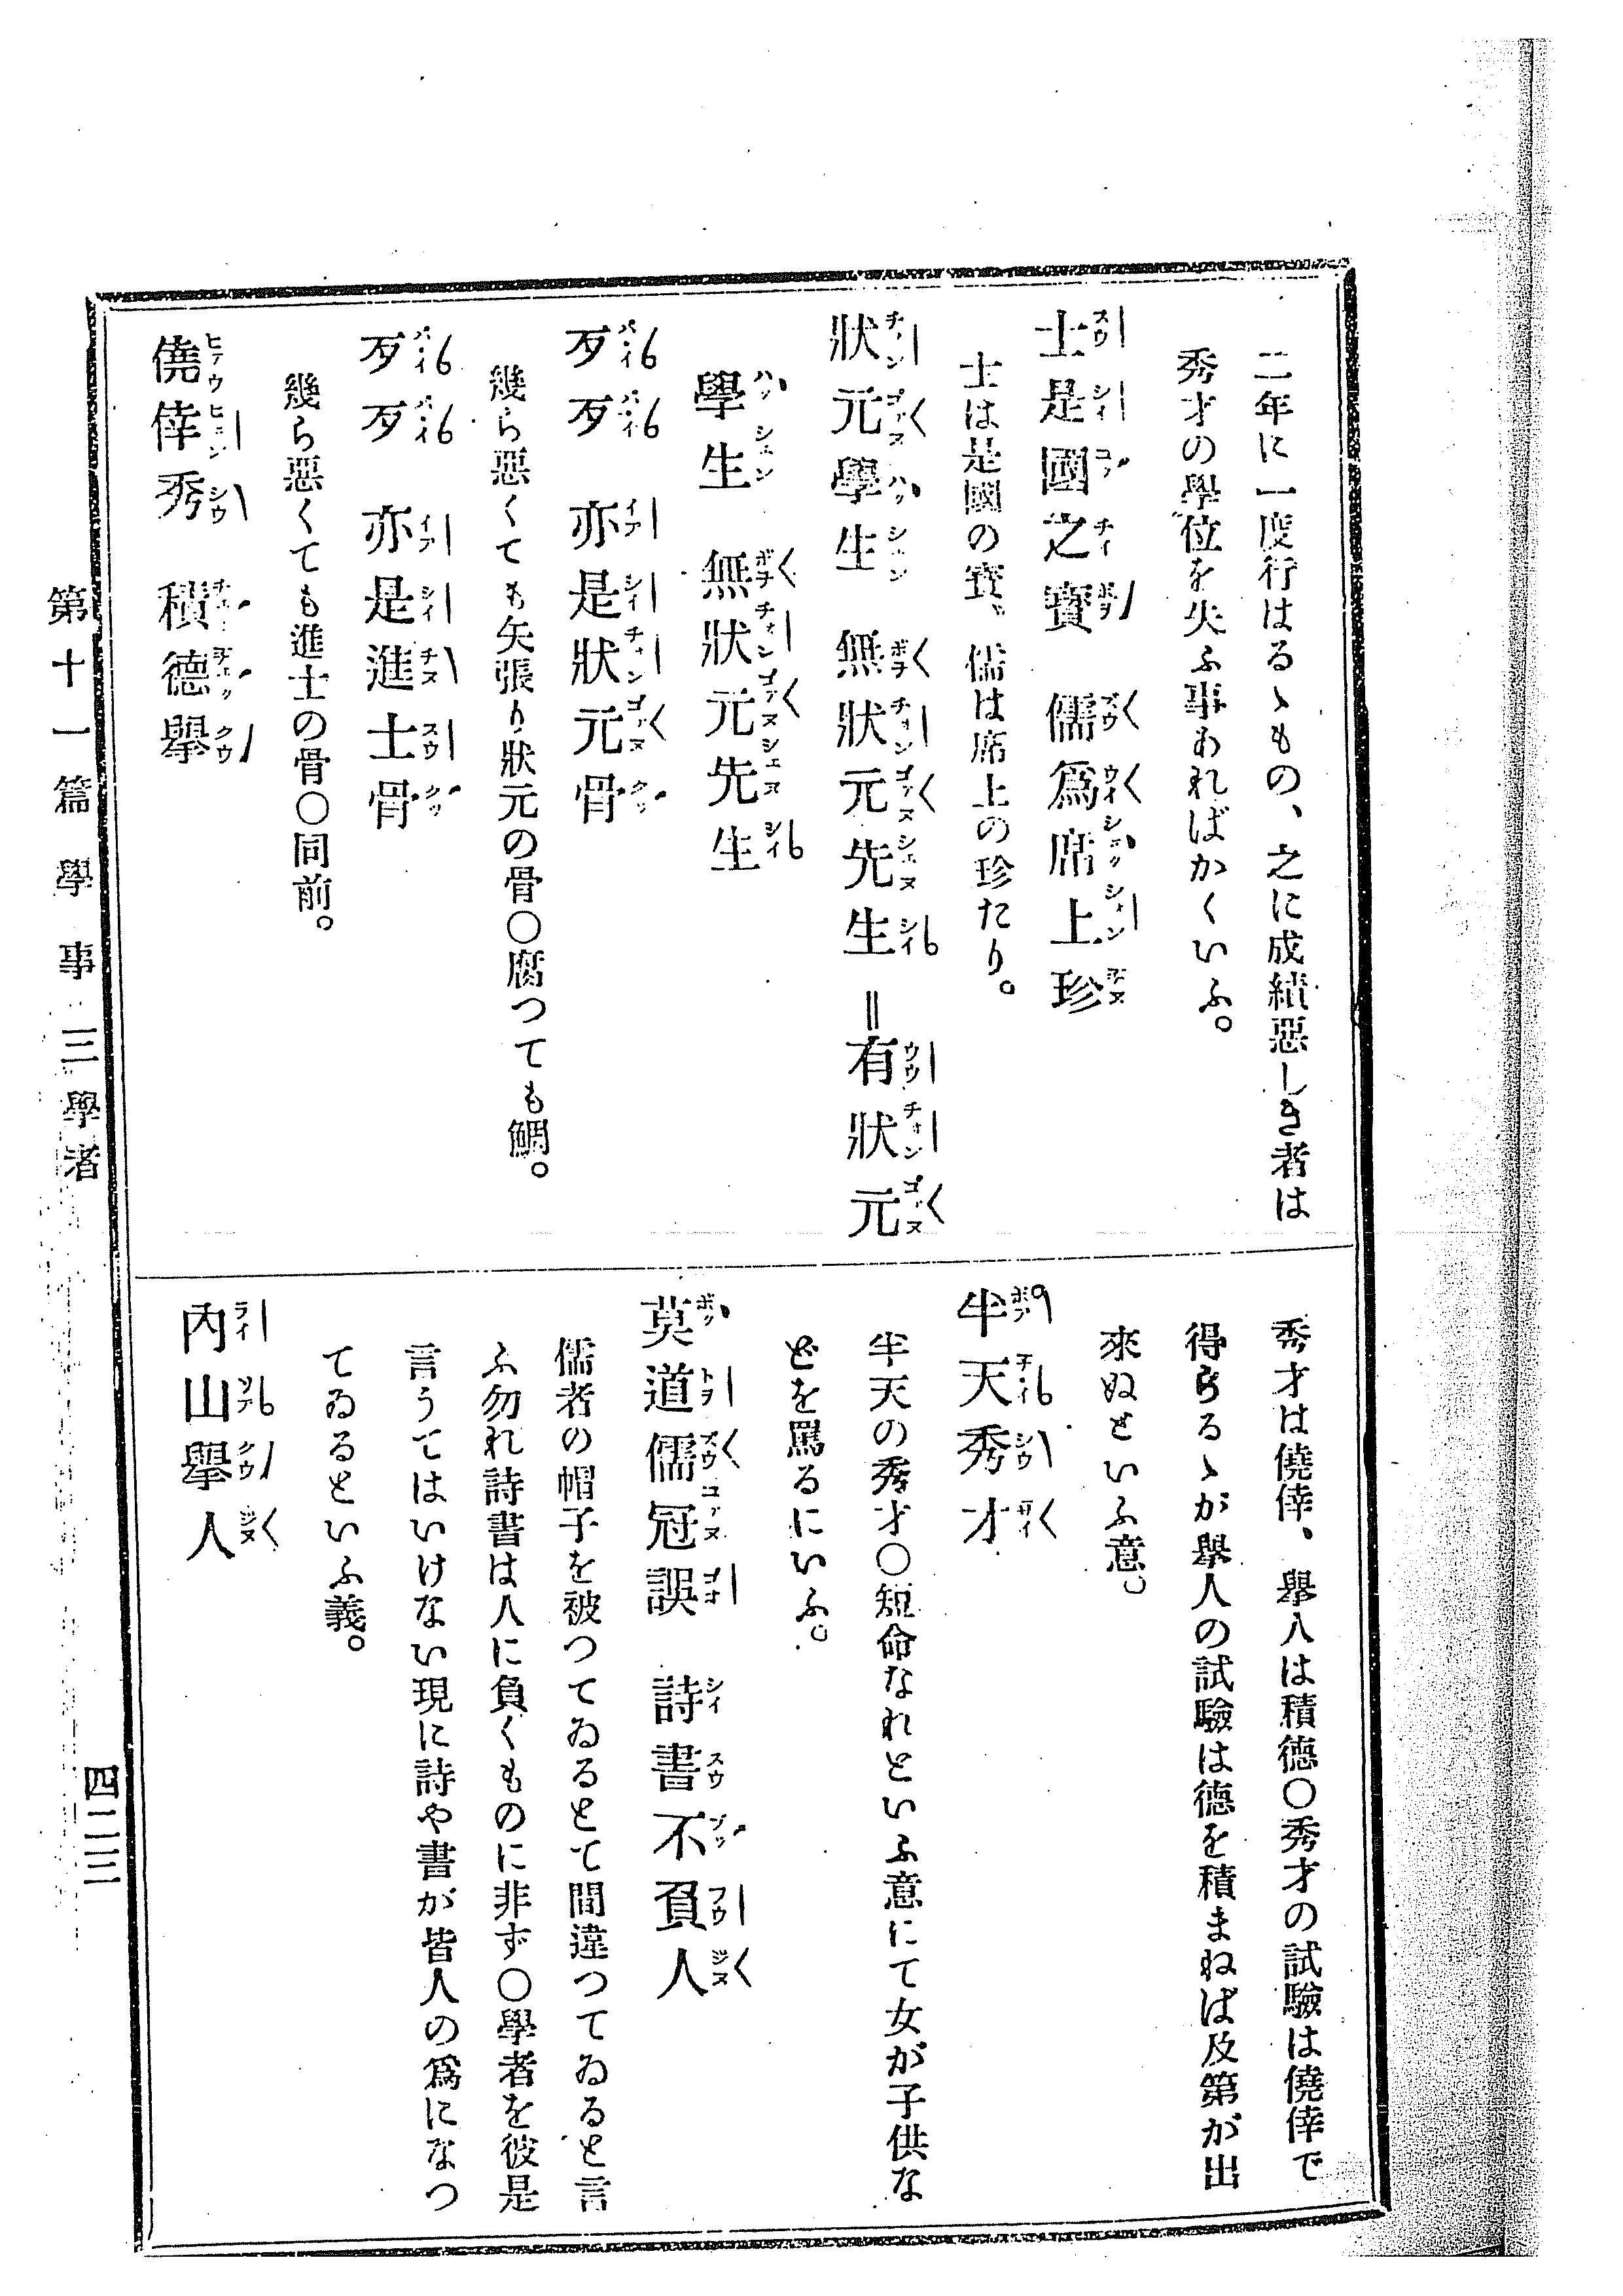 二年に一度行はるゝもの、之に成績惡しき者は
秀才の學位を失ふ事あればかくいふ。
士是國之寶 儒爲席上珍
士は是國の寶、儒は席上の珍たり。
狀元學生 無狀元先生=有狀元
學生 無狀元先生
歹歹 亦是狀元骨
幾ら惡くても矢張り狀元の骨〇腐つても鯛。
歹歹 亦是進士骨
幾ら惡くても進士の骨〇同前。
僥倖秀 積德擧
秀才は僥倖、擧人は積德〇秀才の試驗は僥倖で
得らるゝが擧人の試驗は德を積まねば及第が出
來ぬといふ意。
半天秀才
半天の秀才〇短命なれといふ意にて女が子供な
どを罵るにいふ。
莫道儒冠誤 詩書不負人
儒者の帽子を被つてゐるとて間違つてゐると言
ふ勿れ詩書は人に負くものに非ず〇學者を彼是
言うてはいけない現に詩や書が皆人の爲になつ
てゐるといふ義。
內山擧人
第十一篇 學事 三 學者
四二三